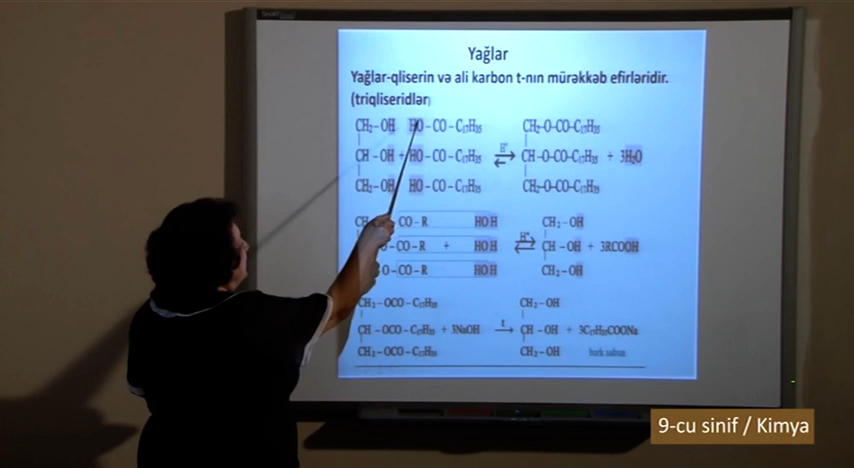 Yağlar
Yağlar-qliserin və ali karbon t-nın mürəkkəb efirləridir.
(triqliseridlər)
CH₂ – OH HO – CO – C₁₇H₃₅ CH₂-O-CO-C₁₇H₃₅
CH – OH + HO – CO – C₁₇H₃₅ H⁺ ⇄ CH -O-CO-C₁₇H₃₅ + 3H₂O
CH₂ – OH HO – CO – C₁₇H₃₅ CH₂-O-CO-C₁₇H₃₅
CO – R HOH CH₂ – OH
O – CO – R + HOH H⁺ ⇄ CH – OH + 3RCOOH
O – CO – R HOH CH₂ – OH
CH₂ – OCO – C₁₇H₃₅ CH₂ – OH
CH – OCO – C₁₇H₃₅ + 3NaOH t → CH – OH + 3C₁₇H₃₅COONa
CH₂ – OCO – C₁₇H₃₅ CH₂ – OH bərk sabun
9-cu sinif / Kimya